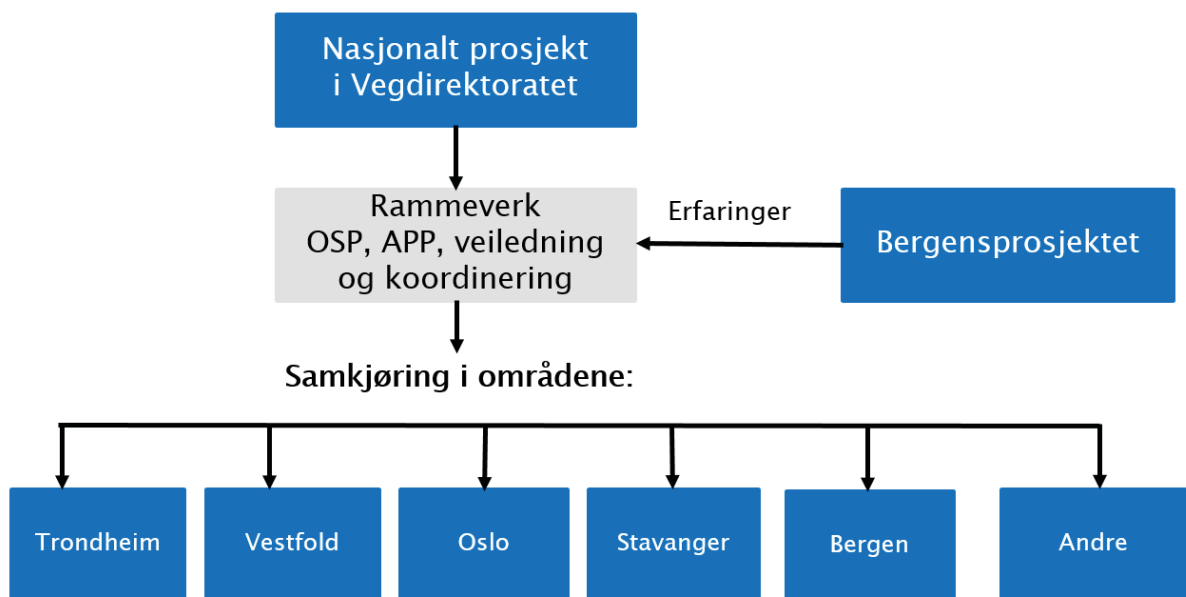 Nasjonalt prosjekt
i Vegdirektoratet
Rammeverk
OSP, APP, veiledning
og koordinering
Erfaringer
Bergensprosjektet
Samkjøring i områdene:
Trondheim
Vestfold
Oslo
Stavanger
Bergen
Andre